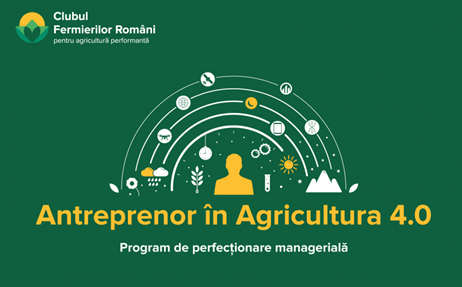 Clubul
Fermierilor Români
pentru agricultură performantă
Antreprenor în Agricultura 4.0
Program de perfecționare managerială